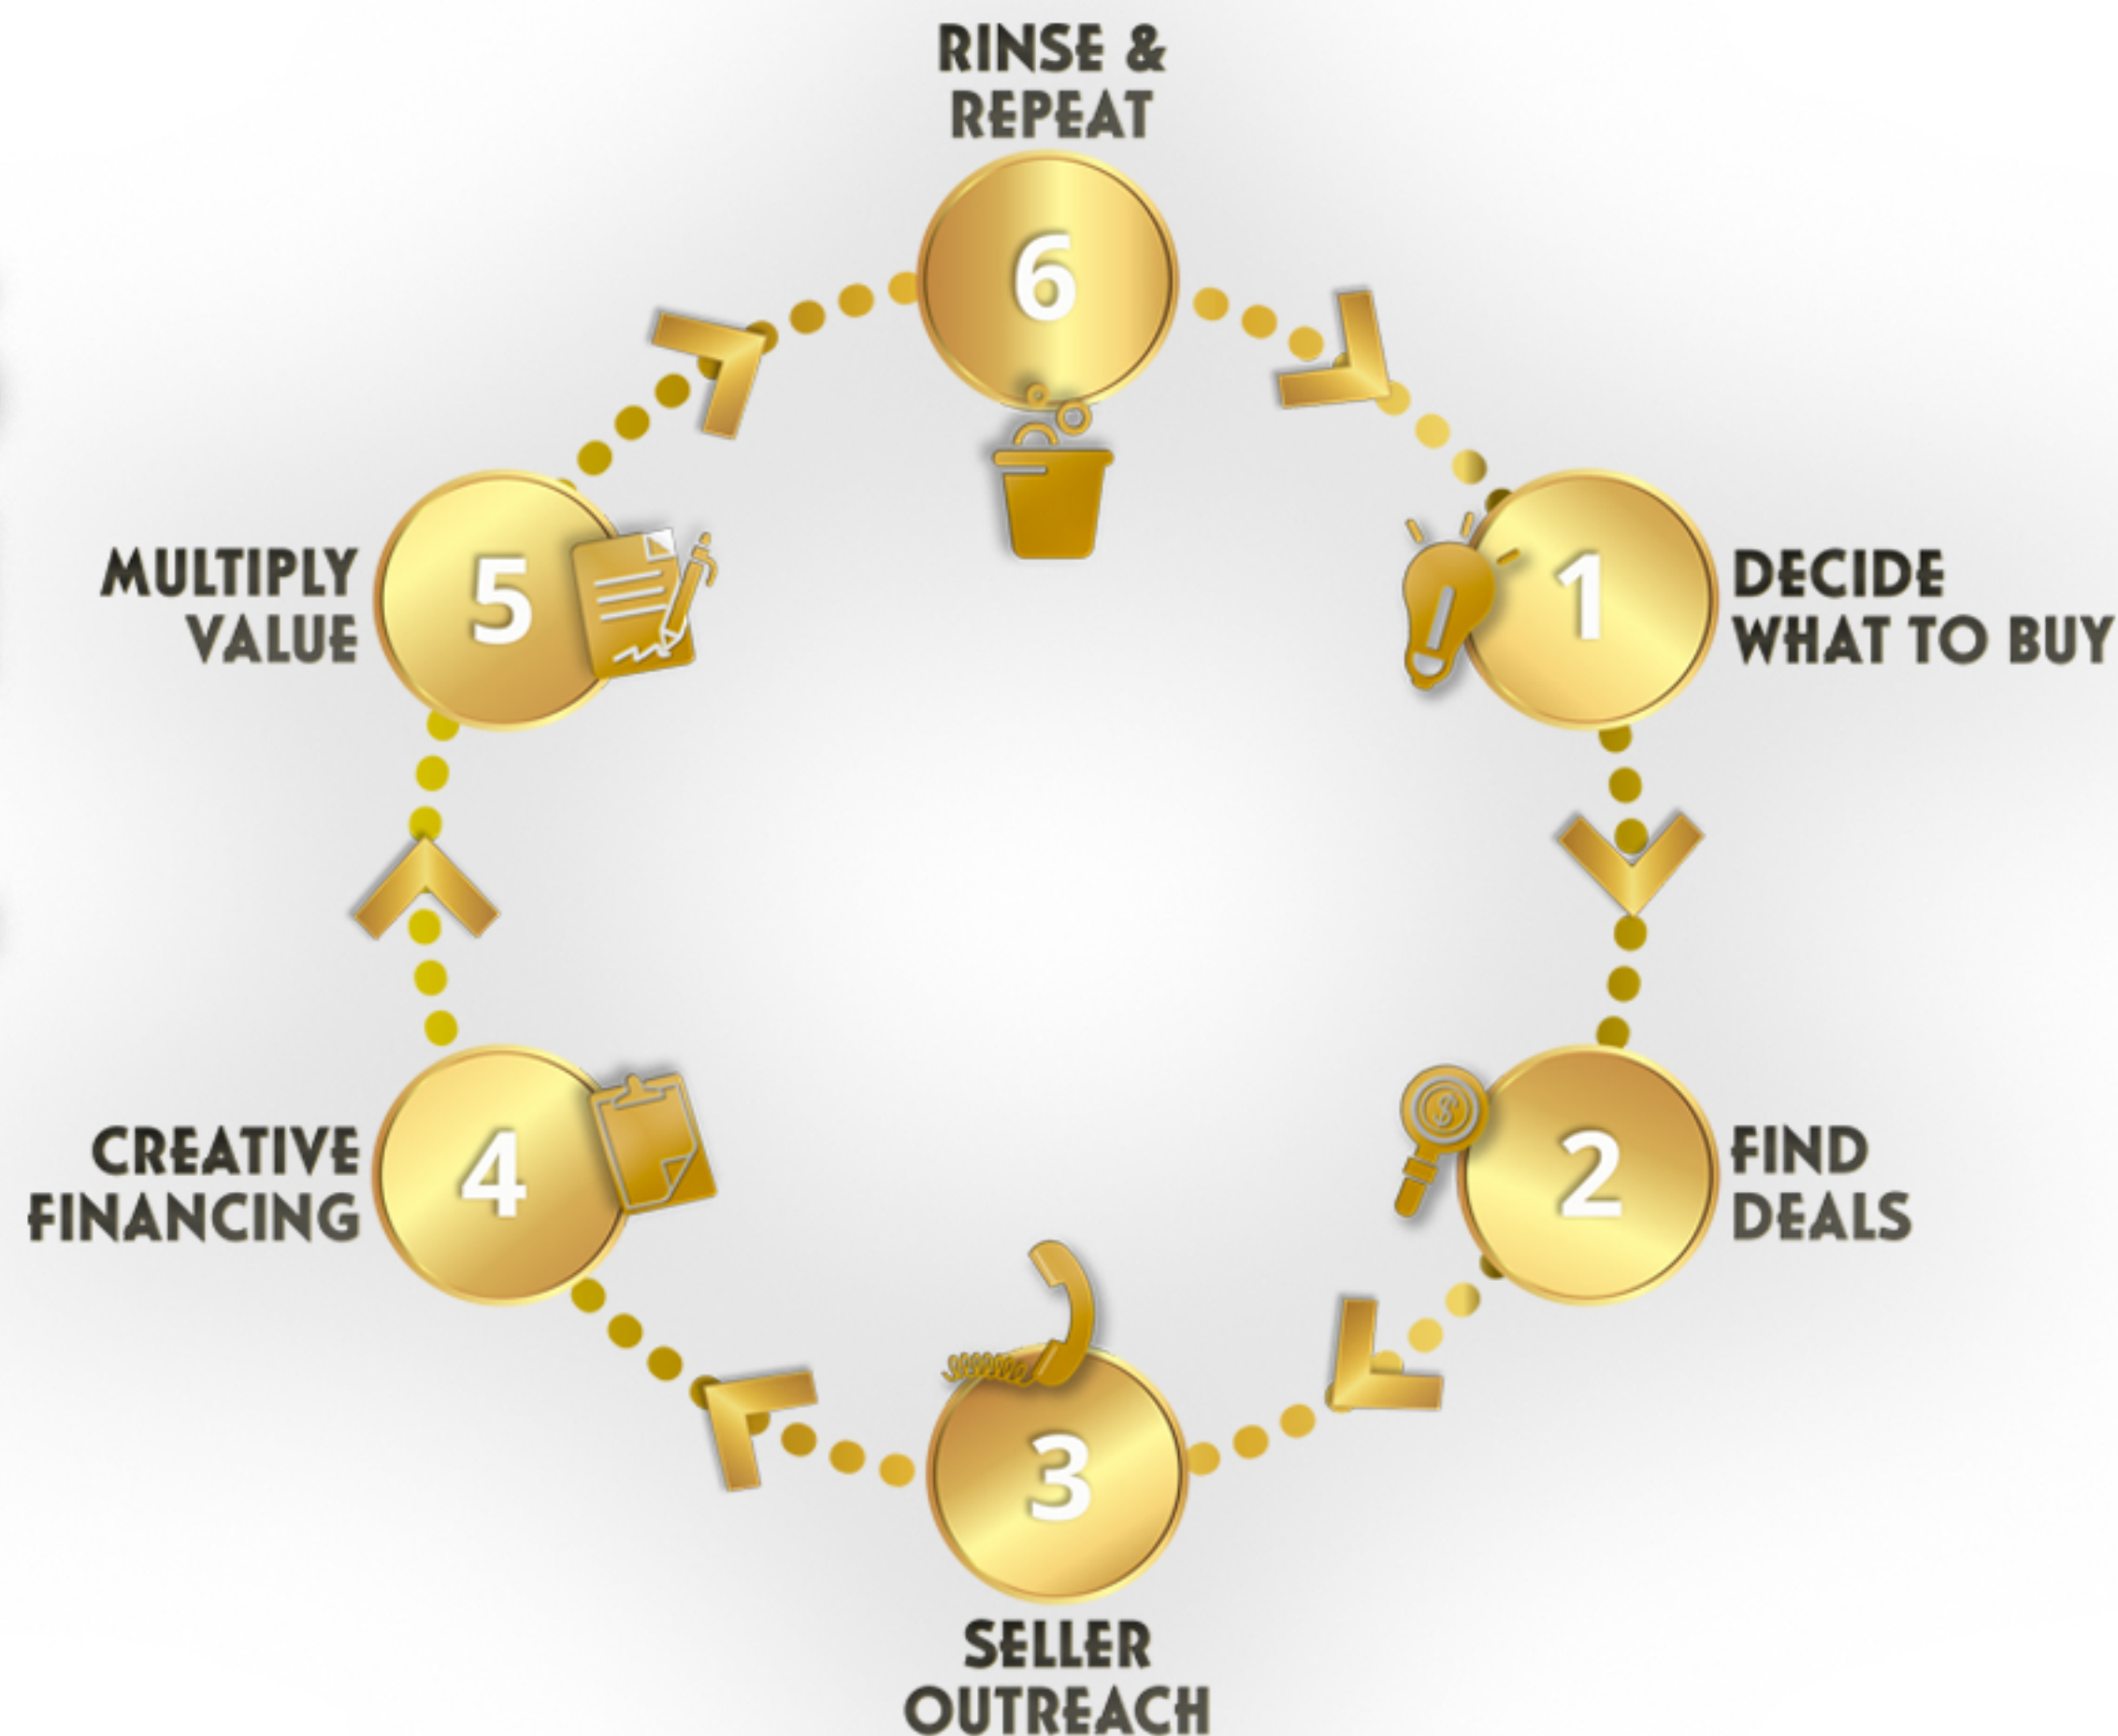 RINSE &
REPEAT
6
1
DECIDE
WHAT TO BUY
2
FIND
DEALS
3
SELLER
OUTREACH
4
CREATIVE
FINANCING
5
MULTIPLY
VALUE
$